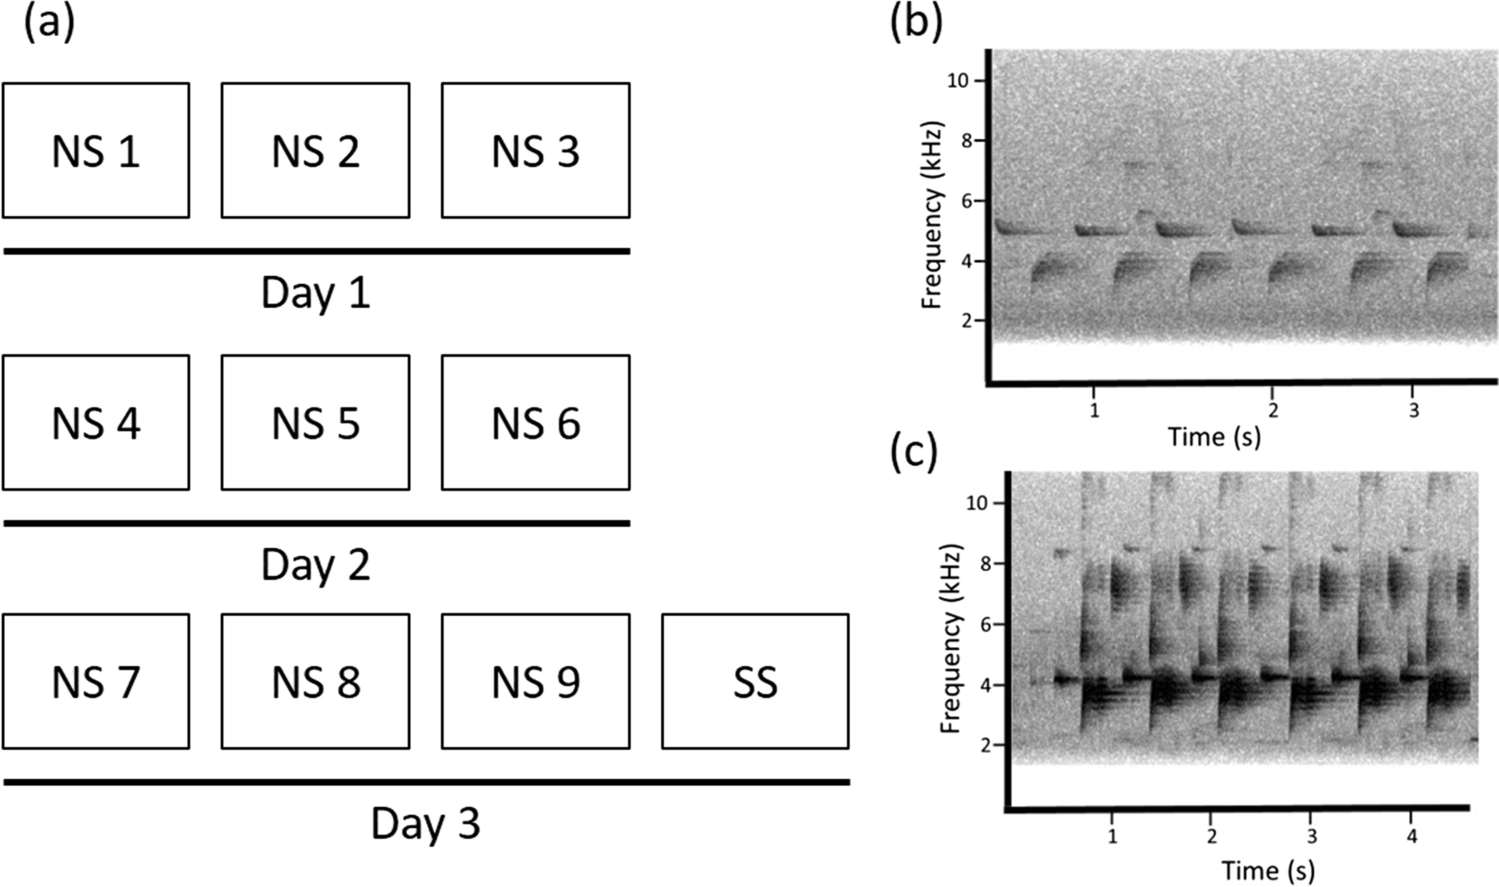 (a)
NS 1 NS 2 NS 3
Day 1
NS 4 NS 5 NS 6
Day 2
NS 7 NS 8 NS 9 SS
Day 3
(b)
10
8
6
4
2
Frequency (kHz)
1 2 3
Time (s)
(c)
10
8
6
4
2
Frequency (kHz)
1 2 3 4
Time (s)